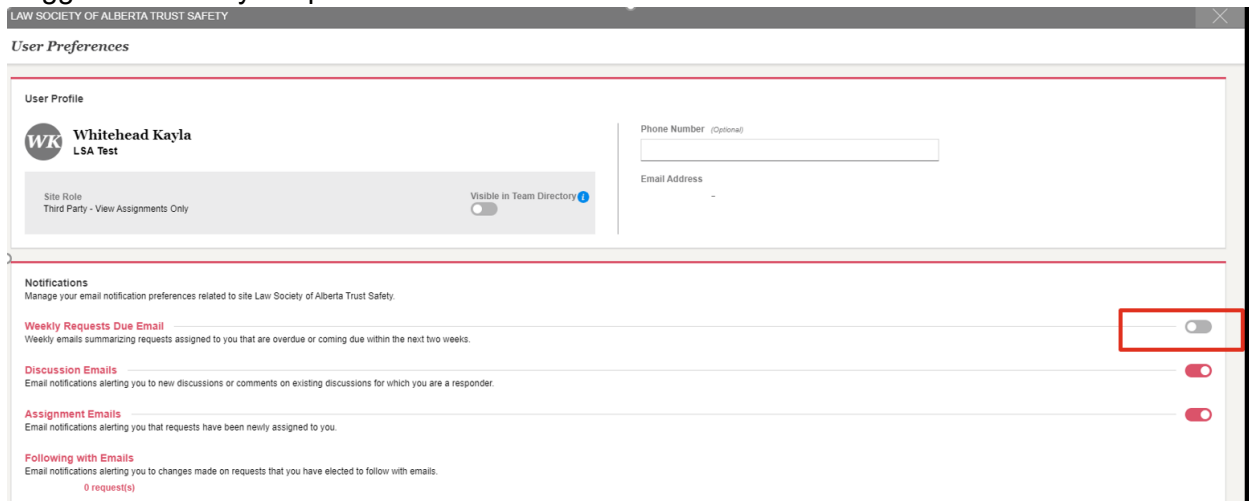 LAW SOCIETY OF ALBERTA TRUST SAFETY
User Preferences
User Profile
WK
Whitehead Kayla
LSA Test
Site Role
Third Party - View Assignments Only
Visible in Team Directory
Phone Number (Optional)
Email Address
-
Notifications
Manage your email notification preferences related to site Law Society of Alberta Trust Safety.
Weekly Requests Due Email
Weekly emails summarizing requests assigned to you that are overdue or coming due within the next two weeks.
Discussion Emails
Email notifications alerting you to new discussions or comments on existing discussions for which you are a responder.
Assignment Emails
Email notifications alerting you that requests have been newly assigned to you.
Following with Emails
Email notifications alerting you to changes made on requests that you have elected to follow with emails.
0 request(s)